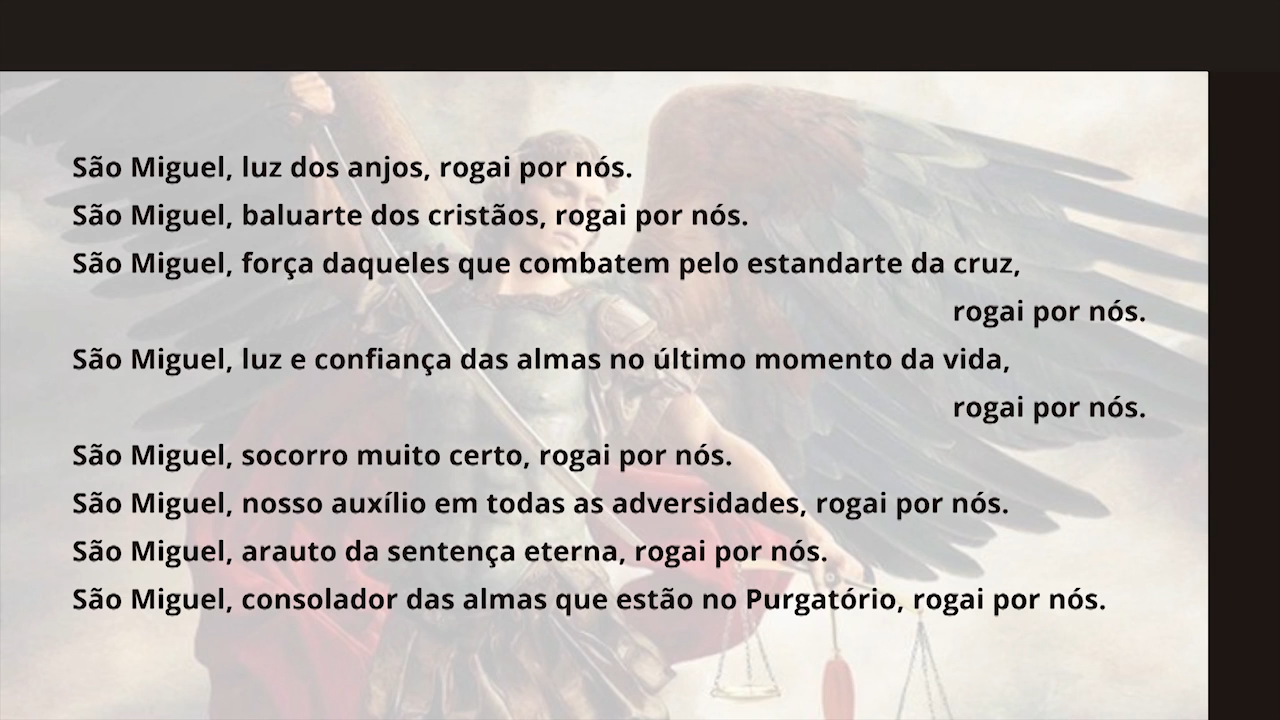 São Miguel, luz dos anjos, rogai por nós.
São Miguel, baluarte dos cristãos, rogai por nós.
São Miguel, força daqueles que combatem pelo estandarte da cruz,
rogai por nós.
São Miguel, luz e confiança das almas no último momento da vida,
rogai por nós.
São Miguel, socorro muito certo, rogai por nós.
São Miguel, nosso auxílio em todas as adversidades, rogai por nós.
São Miguel, arauto da sentença eterna, rogai por nós.
São Miguel, consolador das almas que estão no Purgatório, rogai por nós.